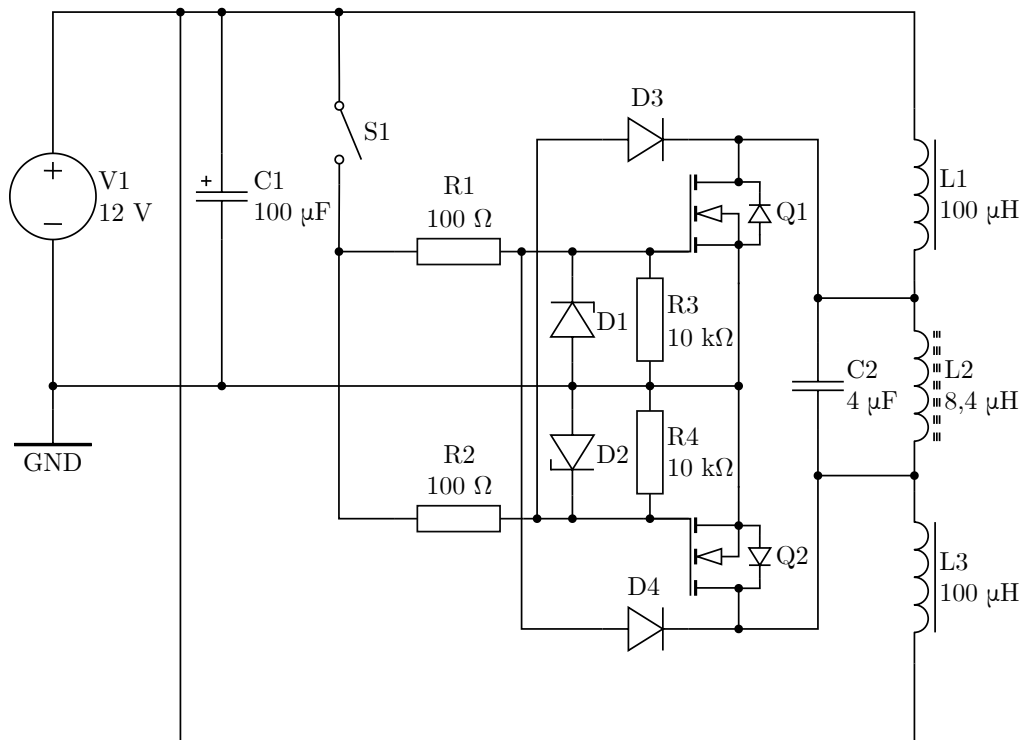 D3
S1
V1
12 V
+
C1
100 µF
R1
100 Ω
Q1
L1
100 µH
D1
R3
10 kΩ
C2
4 µF
L2
8,4 µH
GND
R2
100 Ω
D2
R4
10 kΩ
Q2
D4
L3
100 µH